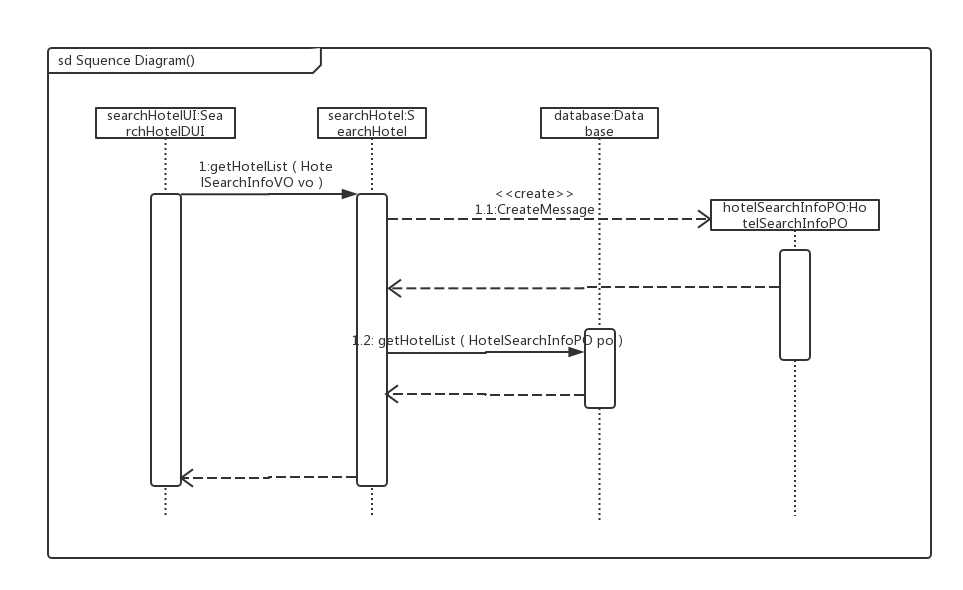 sd Squence Diagram()
searchHotelUI:Sea
rchHotelDUI
searchHotel:S
earchHotel
database:Data
base
1:getHotelList ( Hote
lSearchInfoVO vo )
<<create>>
1.1:CreateMessage
hotelSearchInfoPO:Ho
telSearchInfoPO
1.2: getHotelList ( HotelSearchInfoPO po )